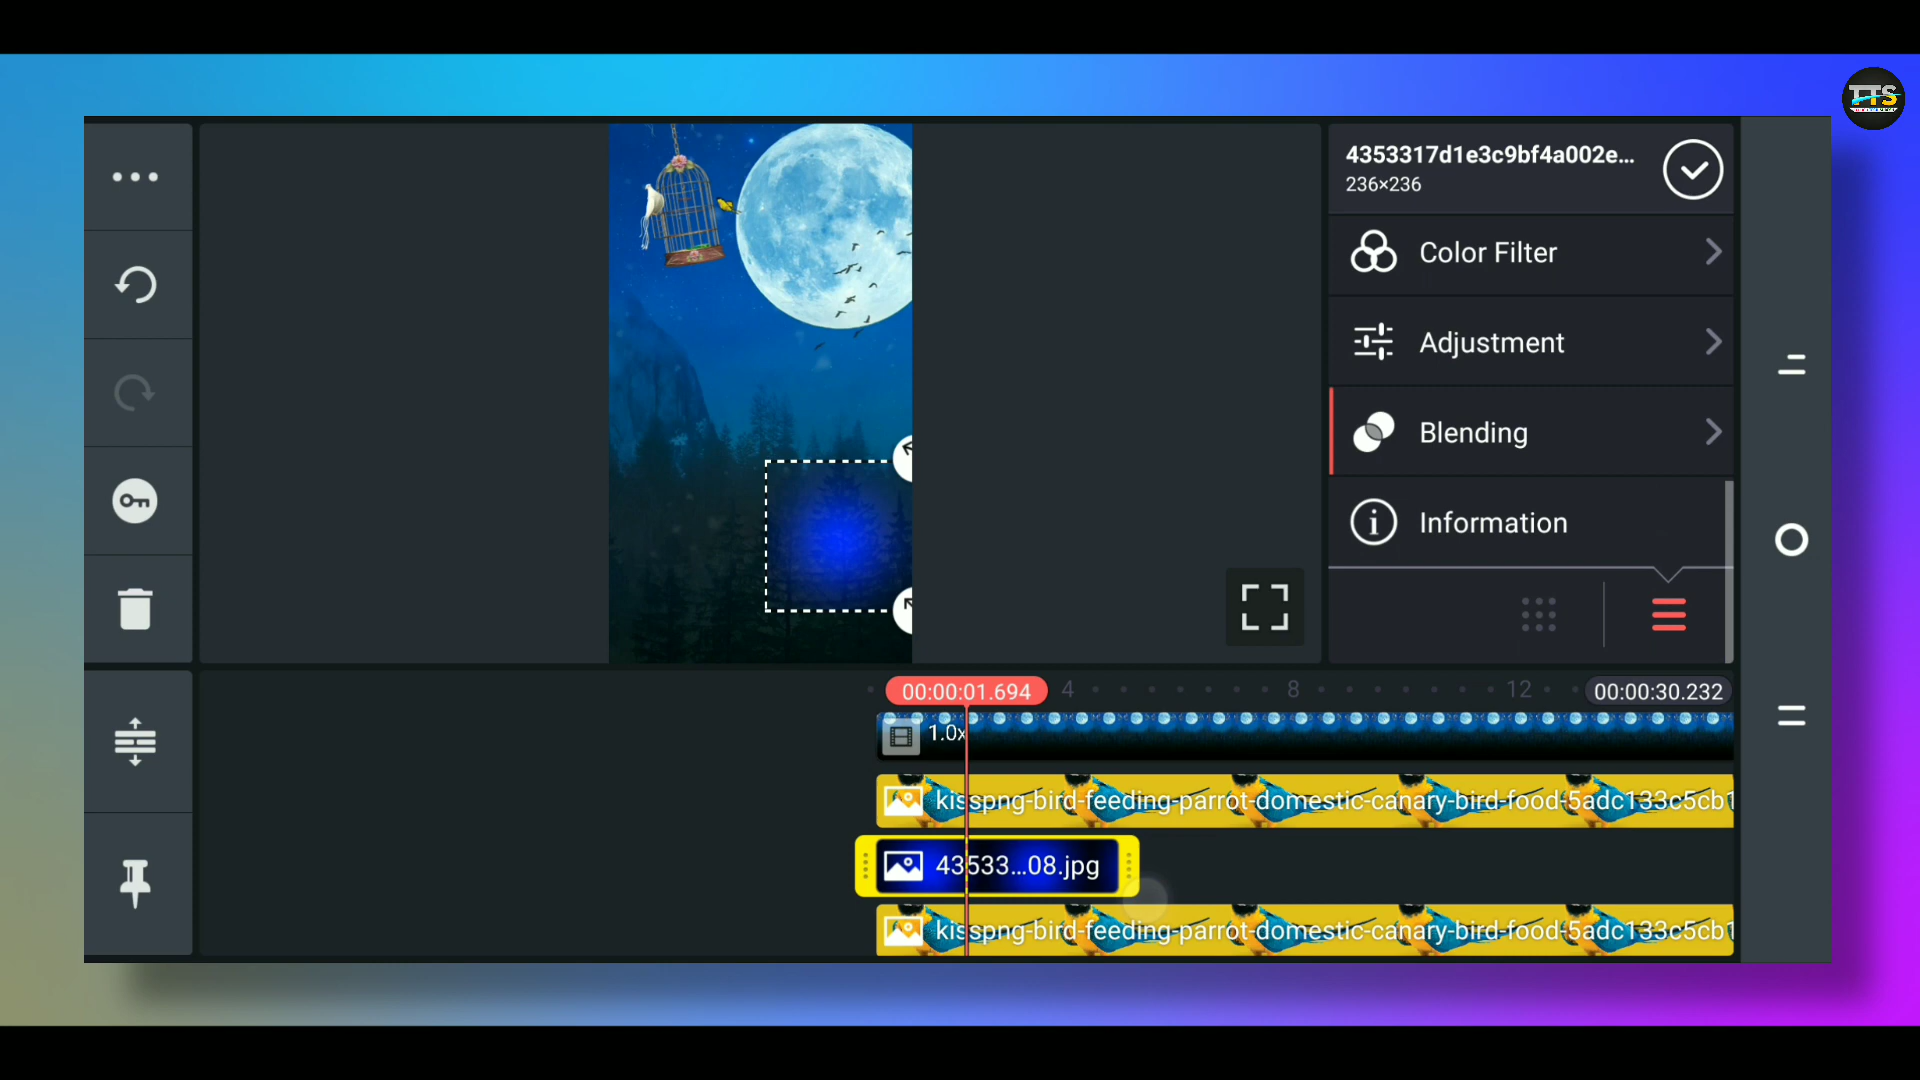 TTS
4353317d1e3c9bf4a002e...
236×236
Color Filter
Adjustment
Blending
Information
00:00:01.694
4
8
12
00:00:30.232
1.0x
kisspng-bird-feeding-parrot-domestic-canary-bird-food-5adc133c5cb1
43533...08.jpg
kisspng-bird-feeding-parrot-domestic-canary-bird-food-5adc133c5cb1